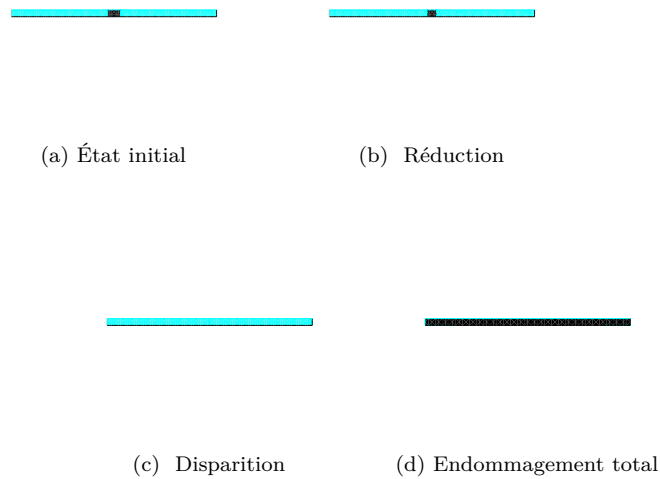 (a) État initial
(b) Réduction
(c) Disparition
(d) Endommagement total